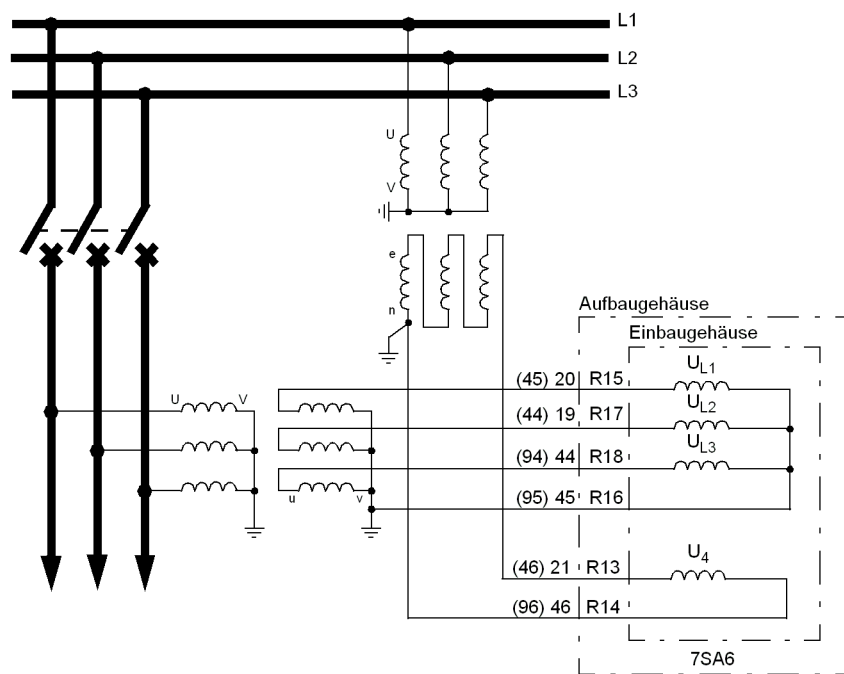 L1
L2
L3
U
V
e
n
Aufbaugehäuse
Einbaugehäuse
(45) 20 R15 UL1
U V
(44) 19 R17 UL2
(94) 44 R18 UL3
u v
(95) 45 R16
(46) 21 R13 U4
(96) 46 R14
7SA6